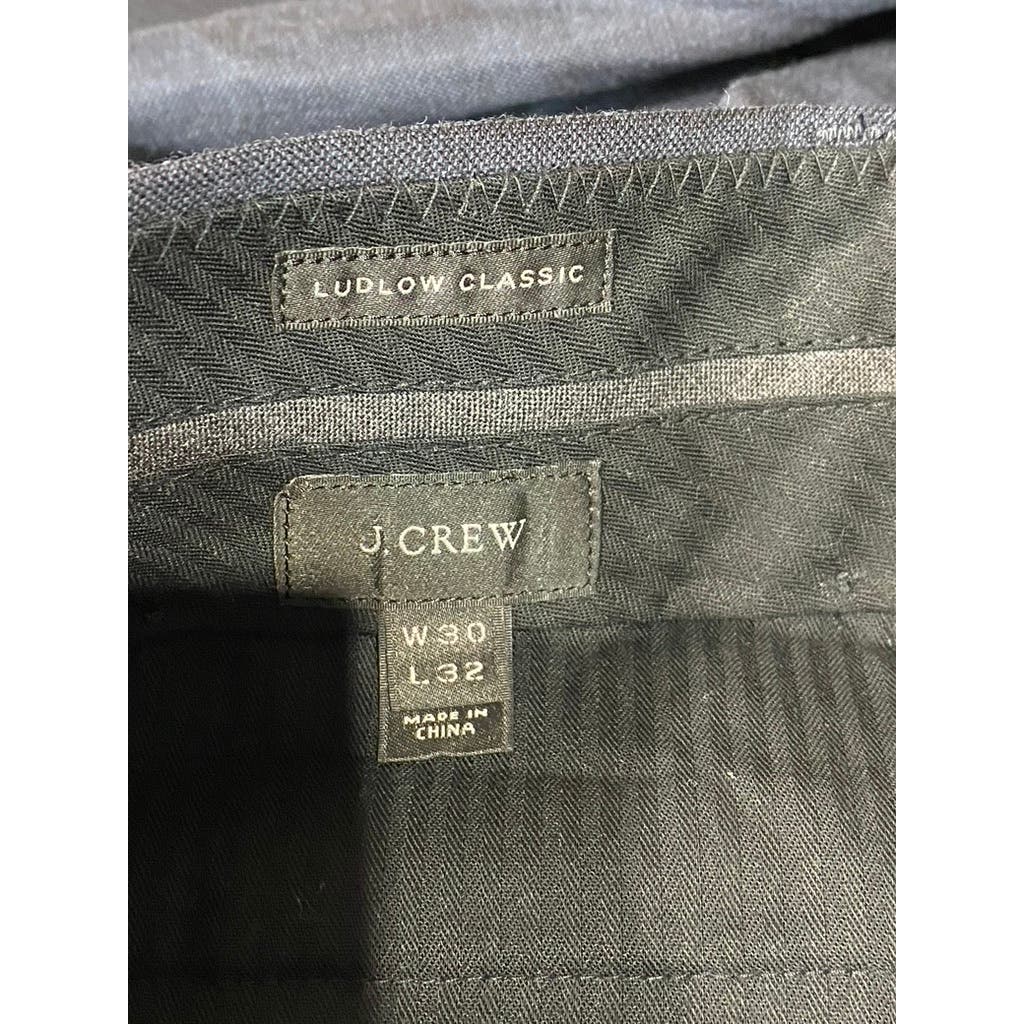 LUDLOW CLASSIC
J.CREW
W30
L32
MADE IN
CHINA